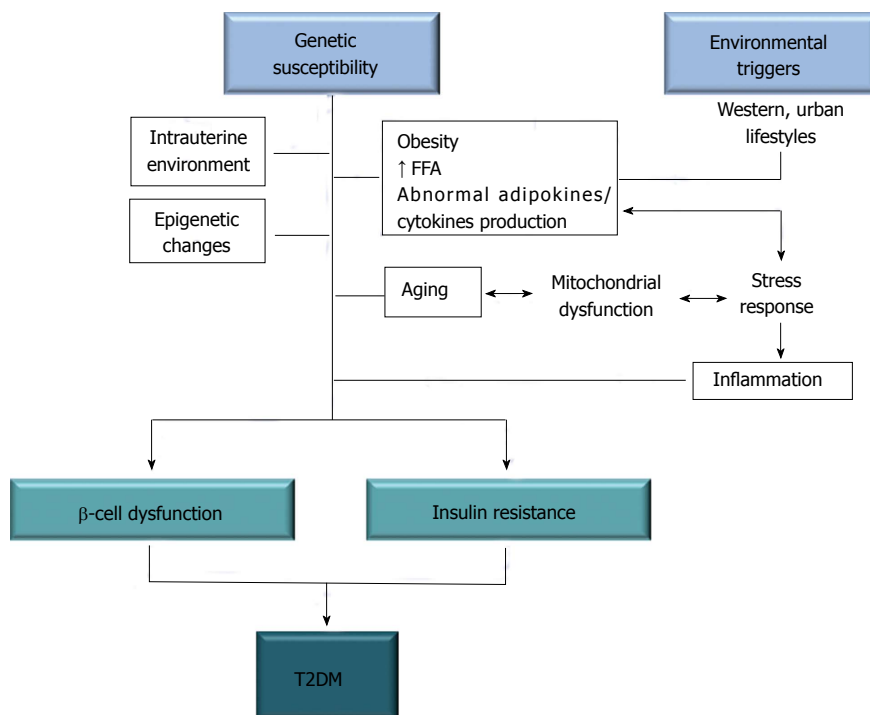 Genetic
susceptibility
Environmental
triggers
Western, urban
lifestyles
Intrauterine
environment
Obesity
↑ FFA
Abnormal adipokines/
cytokines production
Epigenetic
changes
Aging
Mitochondrial
dysfunction
Stress
response
Inflammation
β-cell dysfunction
Insulin resistance
T2DM